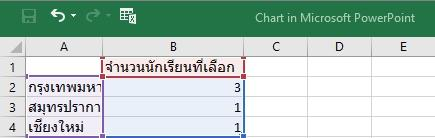 Chart in Microsoft PowerPoint
A B C D E
1 จำนวนนักเรียนที่เลือก
2 กรุงเทพมหา 3
3 สมุทรปรากา 1
4 เชียงใหม่ 1